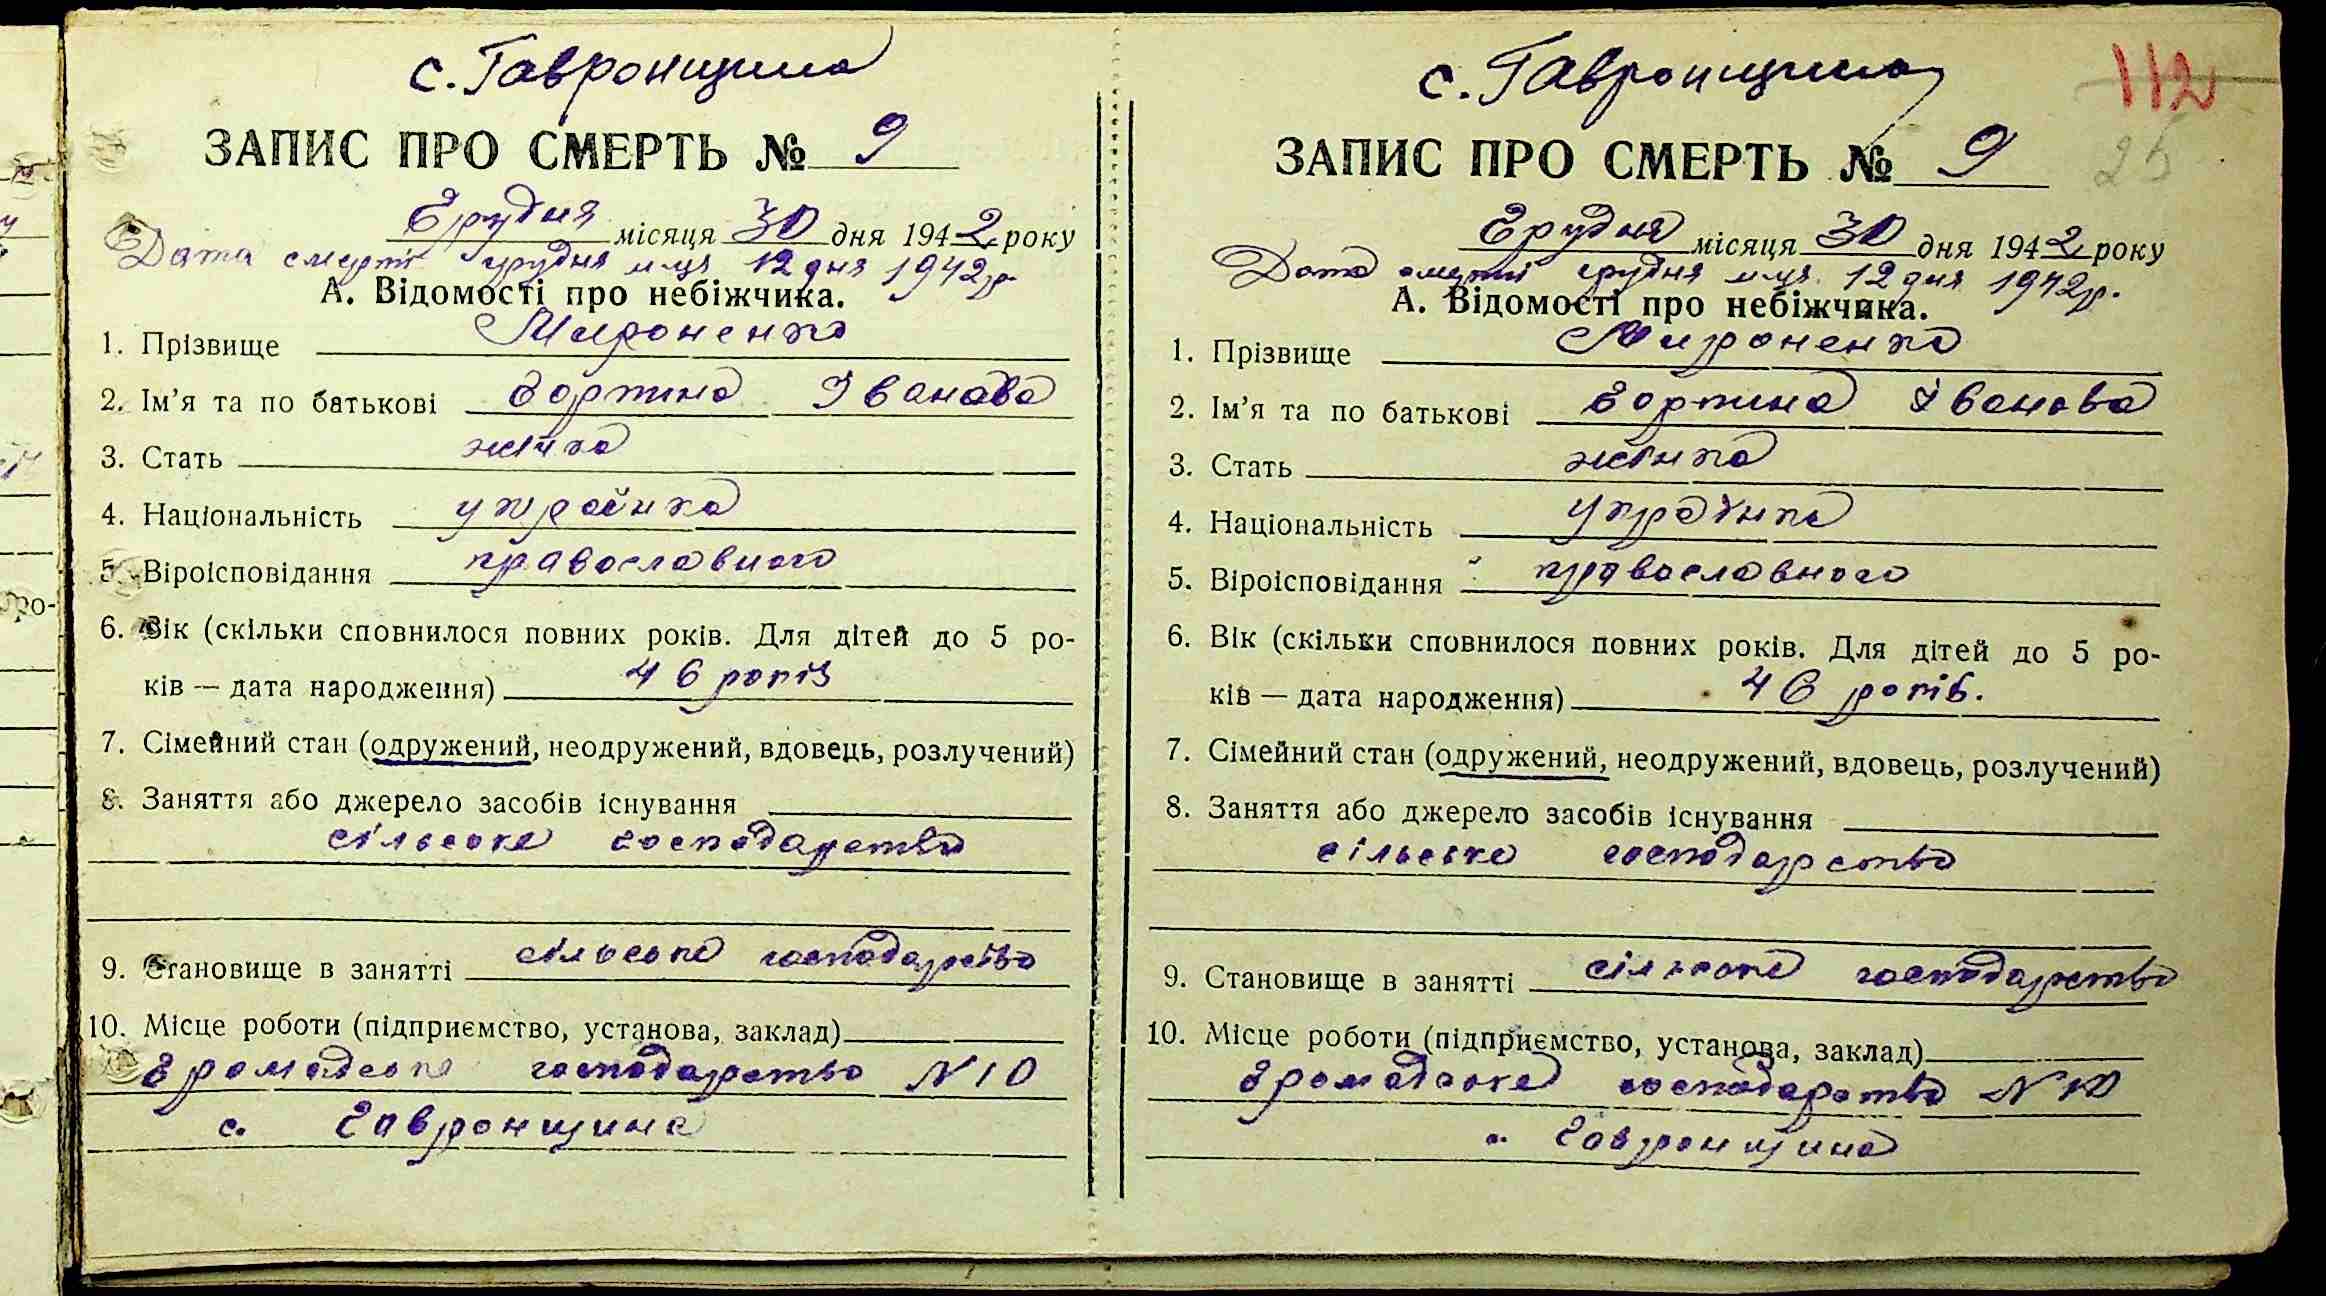 с. Гавронщина
ЗАПИС ПРО СМЕРТЬ № 9
Грудня місяця 30 дня 1942 року
Дата смерті грудня м-ця 12 дня 1942 р.
А. Відомості про небіжчика.
1. Прізвище Мироненко
2. Ім’я та по батькові Горпина Іванова
3. Стать жінка
4. Національність українка
5. Віроісповідання православного
6. Вік (скільки сповнилося повних років. Для дітей до 5 ро-
ків — дата народження) 46 років
7. Сімейний стан (одружений, неодружений, вдовець, розлучений)
8. Заняття або джерело засобів існування
сільське господарство
9. Становище в занятті сільське господарство
10. Місце роботи (підприємство, установа, заклад)
Громадське господарство N 10
с. Гавронщина
с. Гавронщина
112
25
ЗАПИС ПРО СМЕРТЬ № 9
Грудня місяця 30 дня 1942 року
Дата смерті грудня м-ця 12 дня 1942 р.
А. Відомості про небіжчика.
1. Прізвище Мироненко
2. Ім’я та по батькові Горпина Іванова
3. Стать жінка
4. Національність українка
5. Віроісповідання православного
6. Вік (скільки сповнилося повних років. Для дітей до 5 ро-
ків — дата народження) 46 років.
7. Сімейний стан (одружений, неодружений, вдовець, розлучений)
8. Заняття або джерело засобів існування
сільське господарство
9. Становище в занятті сільське господарство
10. Місце роботи (підприємство, установа, заклад)
Громадське господарство N 10
с. Гавронщина